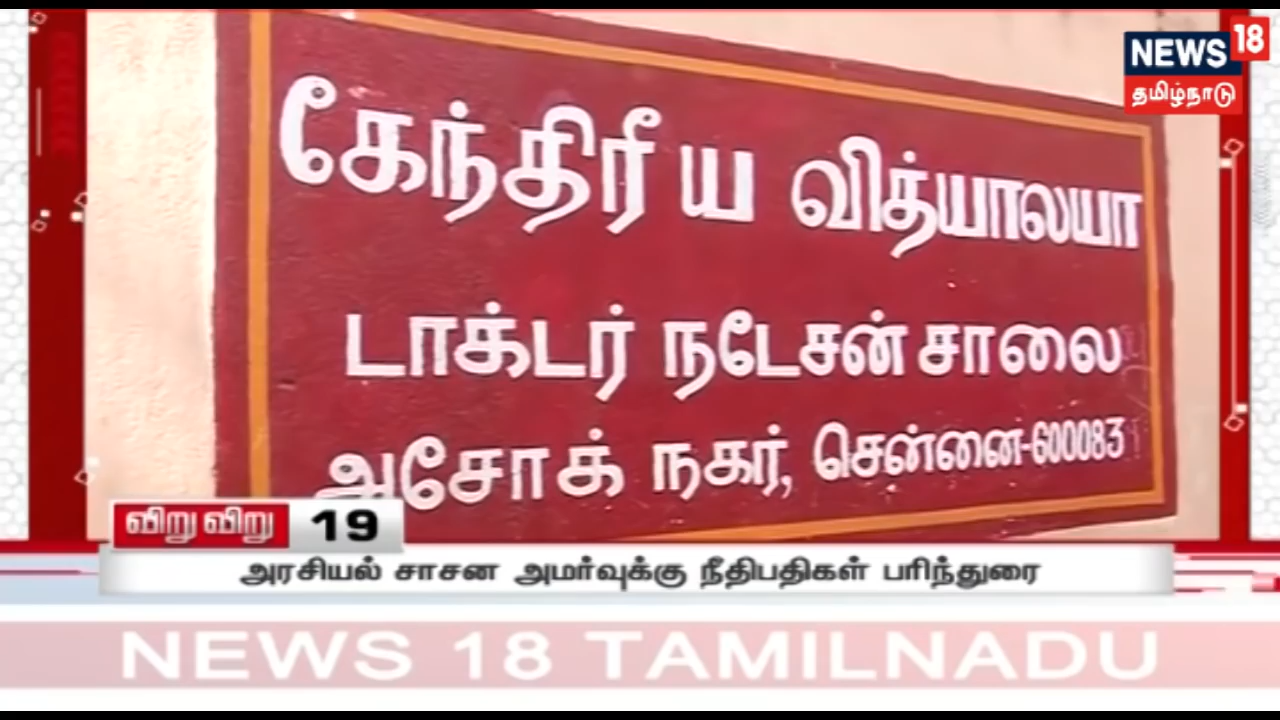 NEWS 18
தமிழ்நாடு
கேந்திரீய வித்யாலயா
டாக்டர் நடேசன் சாலை
அசோக் நகர், சென்னை-600083
விறு விறு 19
அரசியல் சாசன அமர்வுக்கு நீதிபதிகள் பரிந்துரை
NEWS 18 TAMILNADU